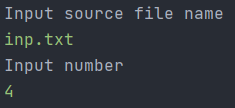 Input source file name
inp.txt
Input number
4